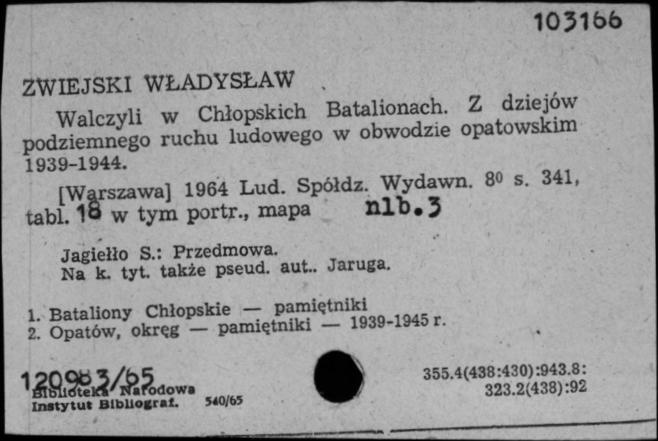 103166
ZWIEJSKI WŁADYSŁAW
Walczyli w Chłopskich Batalionach. Z dziejów
podziemnego ruchu ludowego w obwodzie opatowskim
1939-1944.
[Warszawa] 1964 Lud. Spółdz. Wydawn. 8⁰ s. 341,
tabl. 18 w tym portr., mapa nlb. 3
Jagiełło S.: Przedmowa.
Na k. tyt. także pseud. aut.. Jaruga.
1. Bataliony Chłopskie — pamiętniki
2. Opatów, okręg — pamiętniki — 1939-1945 r.
120983/65
Biblioteka Narodowa
Instytut Bibliograf. 540/65
355.4(438:430):943.8:
323.2(438):92